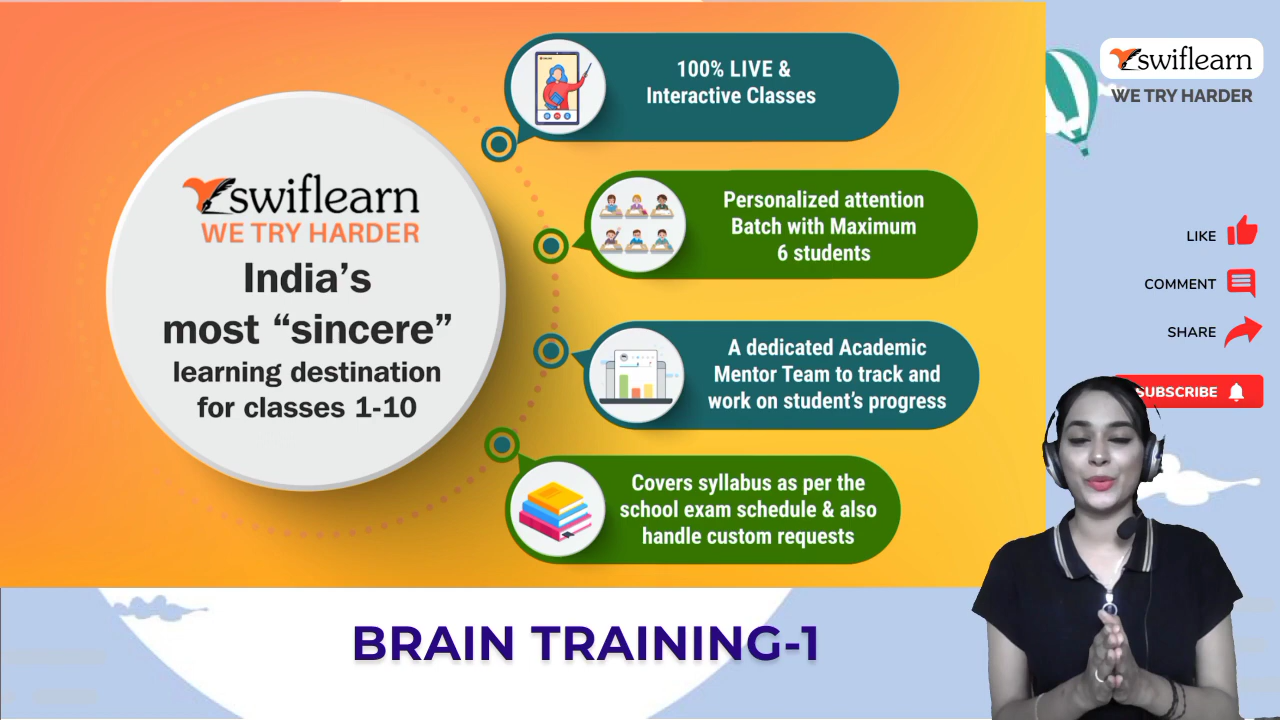 swiflearn
WE TRY HARDER
India's
most “sincere”
learning destination
for classes 1-10
100% LIVE &
Interactive Classes
Personalized attention
Batch with Maximum
6 students
A dedicated Academic
Mentor Team to track and
work on student's progress
Covers syllabus as per the
school exam schedule & also
handle custom requests
swiflearn
WE TRY HARDER
LIKE
COMMENT
SHARE
SUBSCRIBE
BRAIN TRAINING-1